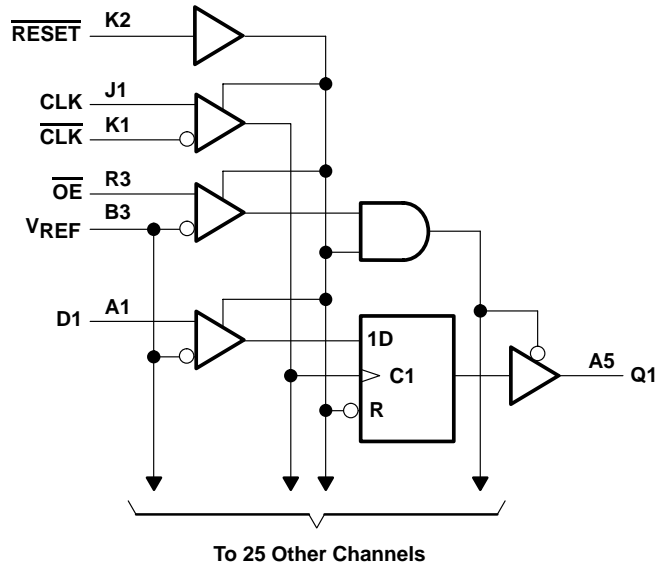 RESET K2
CLK J1
CLK K1
OE R3
VREF B3
D1 A1
1D
C1
R
A5 Q1
To 25 Other Channels